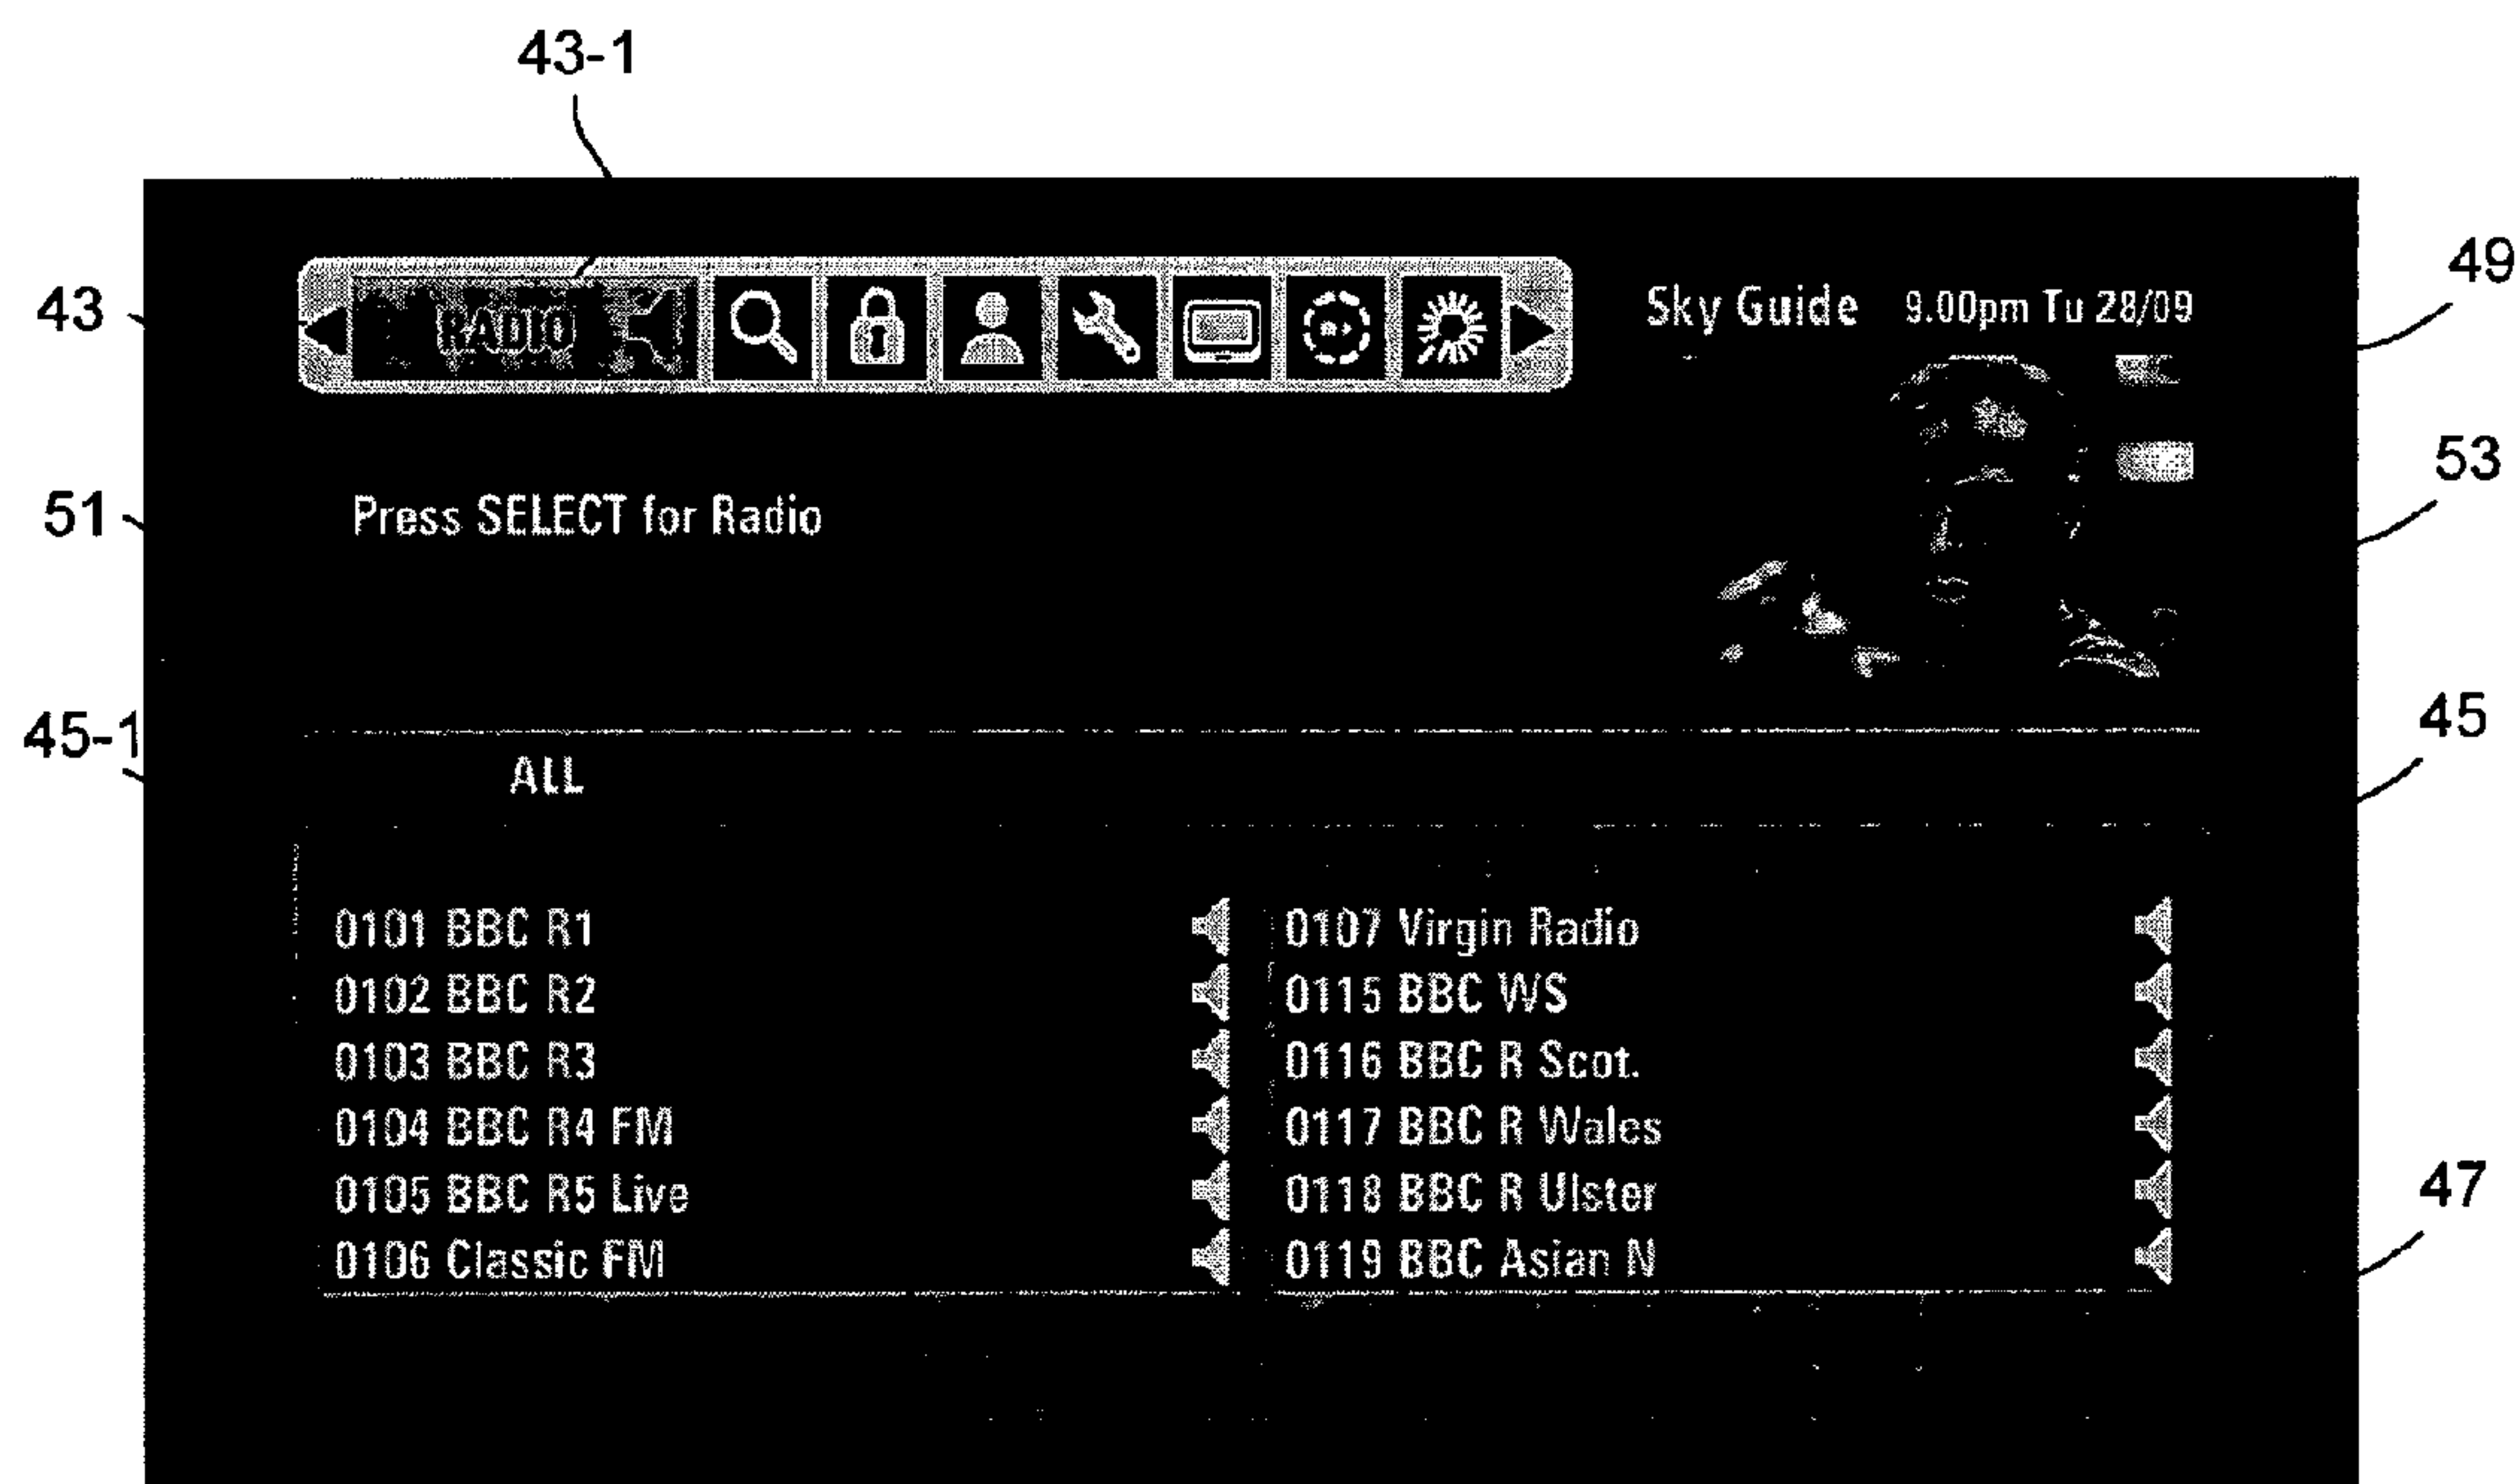 43-1
43
RADIO
Sky Guide 9.00pm Tu 28/09
49
51
Press SELECT for Radio
53
45-1
45
ALL
0101 BBC R1
0102 BBC R2
0103 BBC R3
0104 BBC R4 FM
0105 BBC R5 Live
0106 Classic FM
0107 Virgin Radio
0115 BBC WS
0116 BBC R Scot.
0117 BBC R Wales
0118 BBC R Ulster
0119 BBC Asian N
47